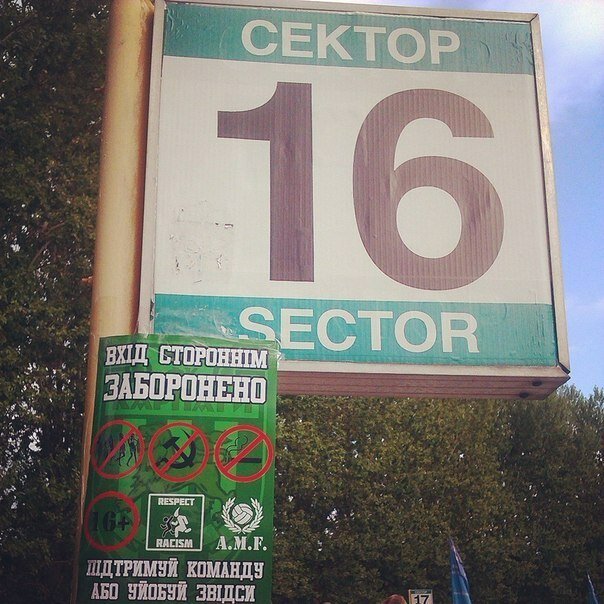 СЕКТОР
16
SECTOR
ВХІД СТОРОННІМ
ЗАБОРОНЕНО
16+
RESPECT
RACISM
A.M.F.
ПІДТРИМУЙ КОМАНДУ
АБО УЙОБУЙ ЗВІДСИ
17